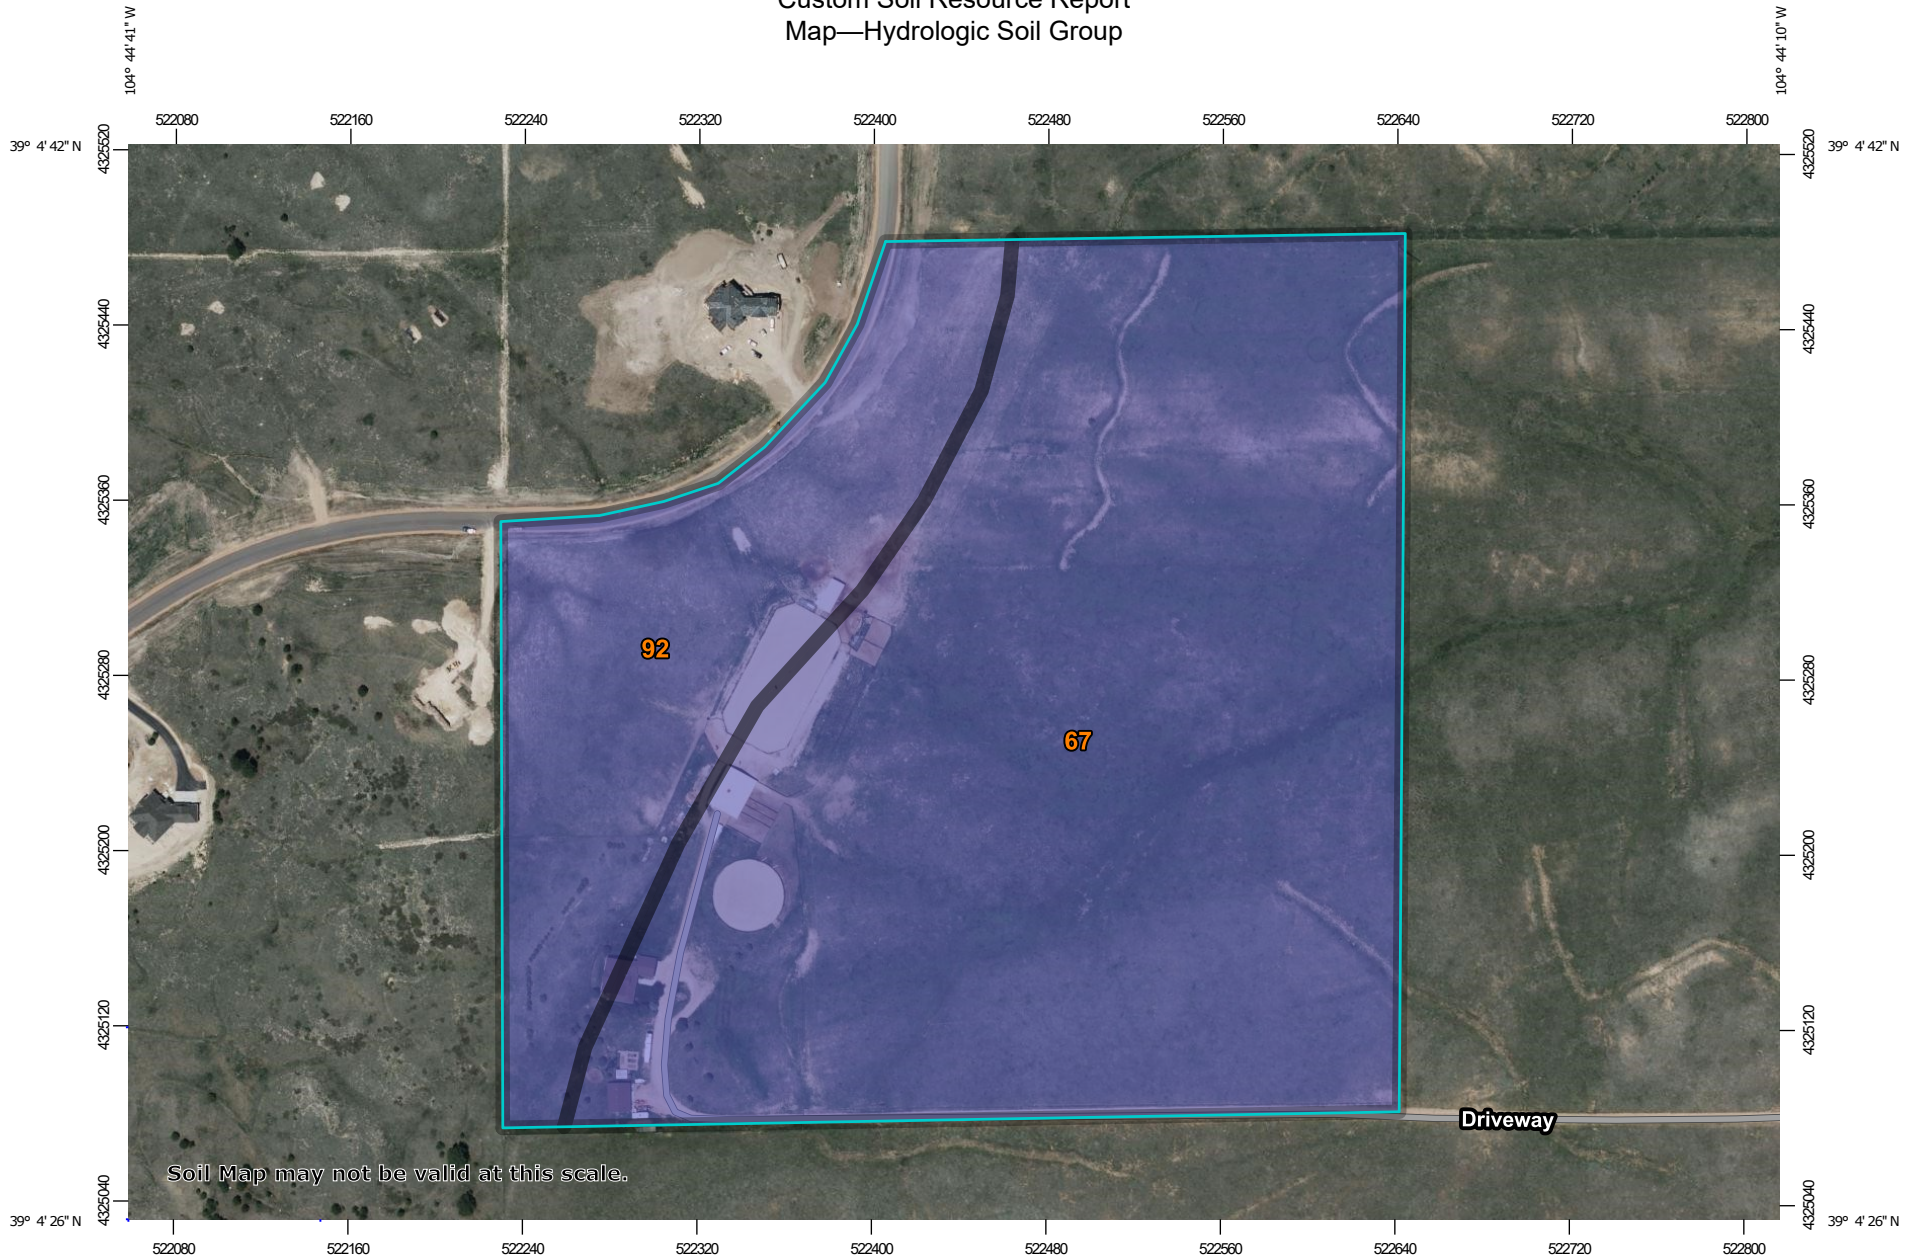 Custom Soil Resource Report
Map—Hydrologic Soil Group
104° 44' 41" W
104° 44' 10" W
522080 522160 522240 522320 522400 522480 522560 522640 522720 522800
39° 4' 42" N
39° 4' 42" N
4325520
4325520
4325440
4325440
4325360
4325360
92
4325280
4325280
67
4325200
4325200
4325120
4325120
Driveway
Soil Map may not be valid at this scale.
4325040
4325040
39° 4' 26" N
39° 4' 26" N
522080 522160 522240 522320 522400 522480 522560 522640 522720 522800